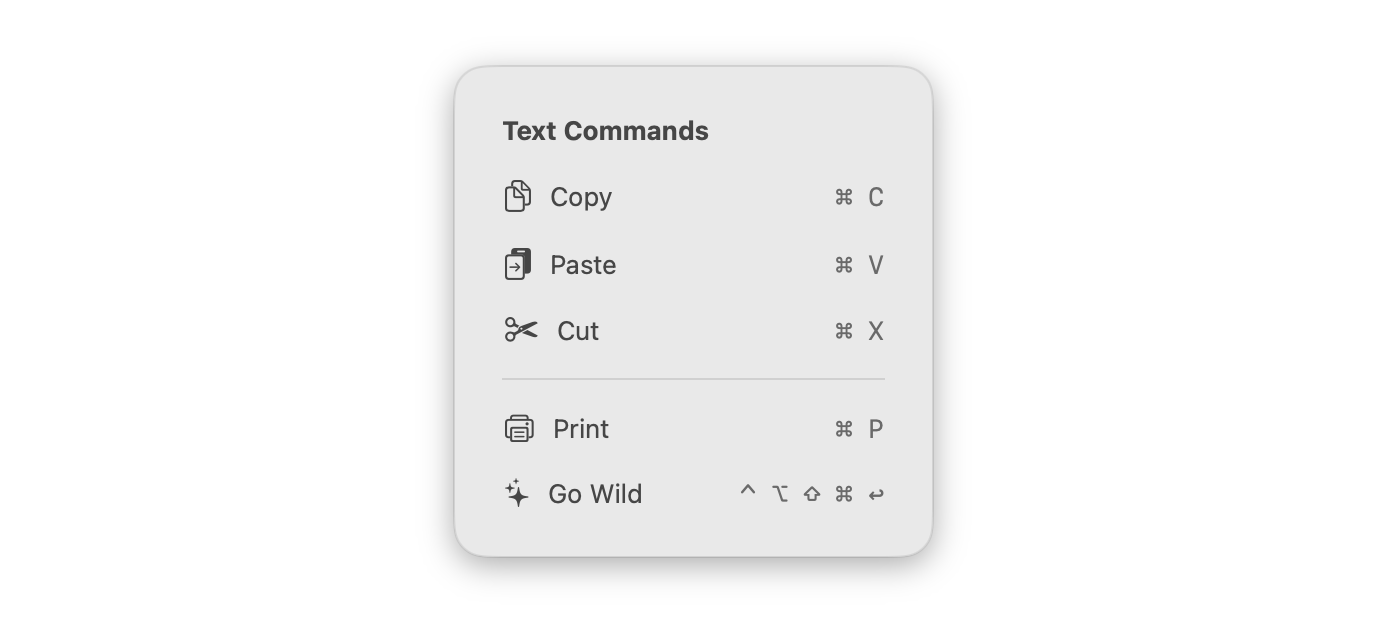 Text Commands
Copy ⌘ C
Paste ⌘ V
Cut ⌘ X
Print ⌘ P
Go Wild ^ ⌥ ⇧ ⌘ ↩